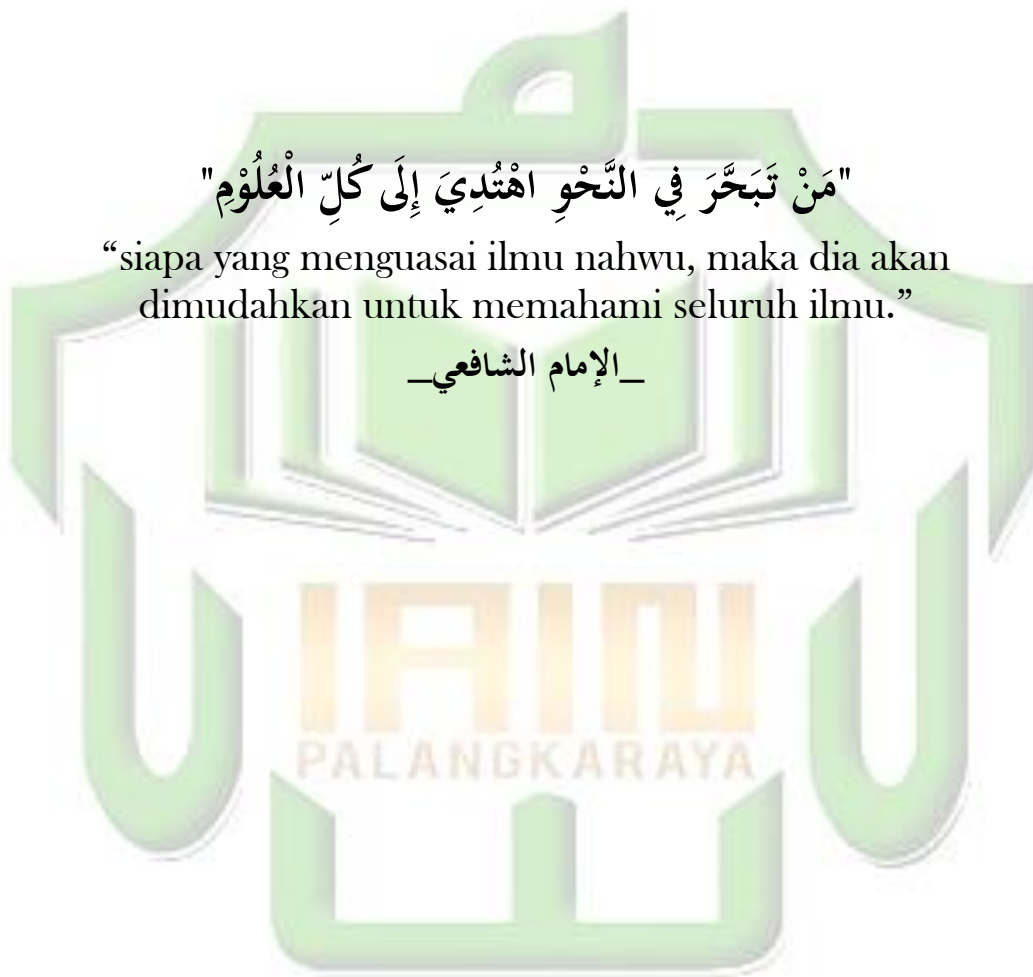 "مَنْ تَبَحَّرَ فِي النَّحْوِ اهْتُدِيَ إِلَى كُلِّ الْعُلُوْمِ"
“siapa yang menguasai ilmu nahwu, maka dia akan
dimudahkan untuk memahami seluruh ilmu.”
_الإمام الشافعي_
IAIN
PALANGKARAYA